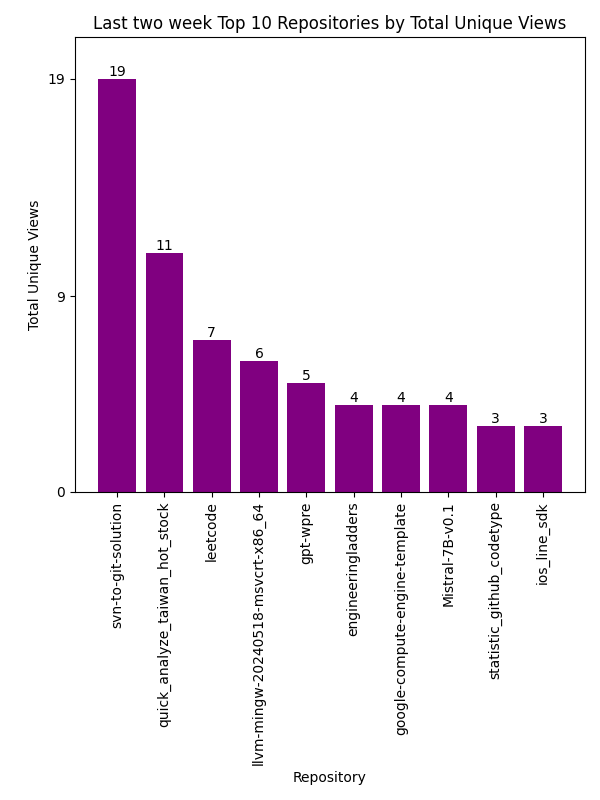 Last two week Top 10 Repositories by Total Unique Views
Total Unique Views
19
9
0
19
11
7
6
5
4
4
4
3
3
svn-to-git-solution
quick_analyze_taiwan_hot_stock
leetcode
llvm-mingw-20240518-msvcrt-x86_64
gpt-wpre
engineeringladders
google-compute-engine-template
Mistral-7B-v0.1
statistic_github_codetype
ios_line_sdk
Repository